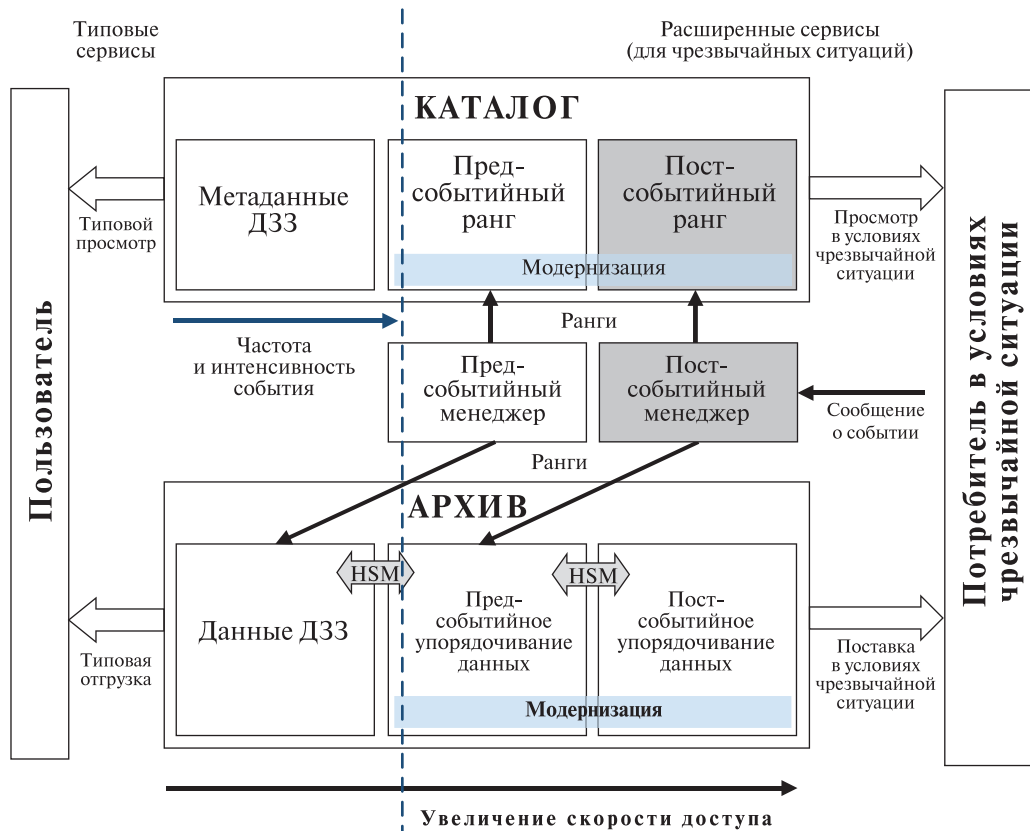 Типовые
сервисы
Расширенные сервисы
(для чрезвычайных ситуаций)
КАТАЛОГ
Метаданные
ДЗЗ
Пред-
событийный
ранг
Пост-
событийный
ранг
Модернизация
Типовой
просмотр
Просмотр
в условиях
чрезвычайной
ситуации
Пользователь
Потребитель в условиях
чрезвычайной ситуации
Частота
и интенсивность
события
Ранги
Пред-
событийный
менеджер
Пост-
событийный
менеджер
Сообщение
о событии
Ранги
АРХИВ
HSM
HSM
Данные ДЗЗ
Пред-
событийное
упорядочивание
данных
Пост-
событийное
упорядочивание
данных
Модернизация
Типовая
отгрузка
Поставка
в условиях
чрезвычайной
ситуации
Увеличение скорости доступа